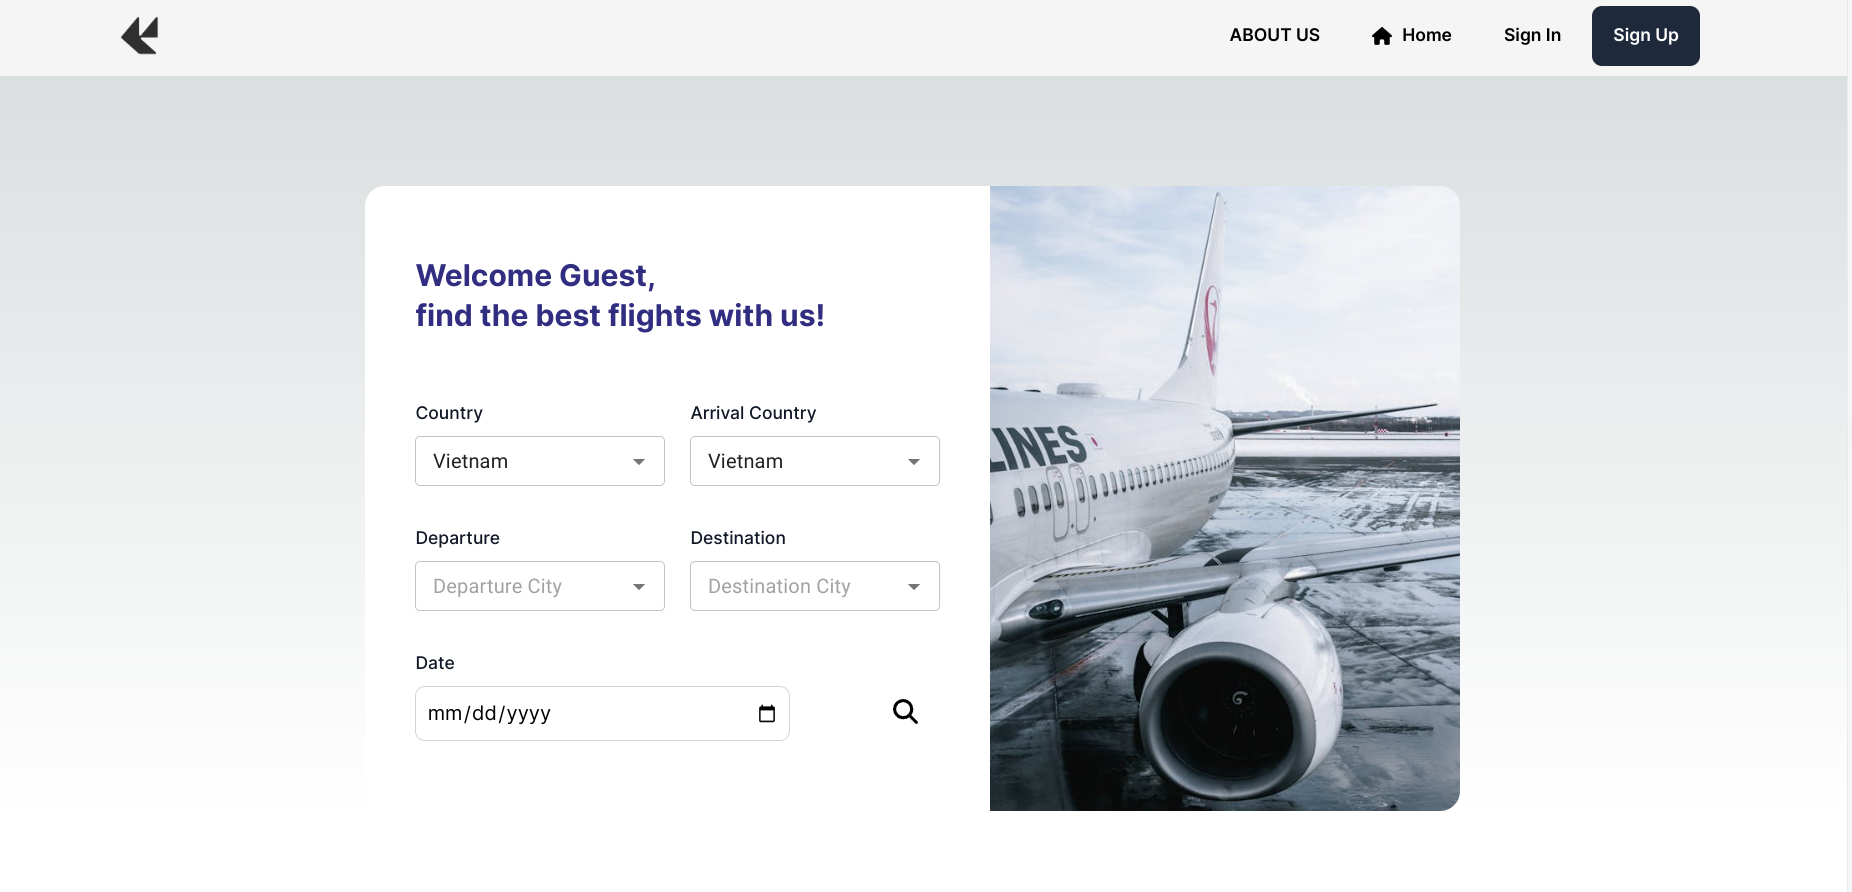 ABOUT US
Home
Sign In
Sign Up
Welcome Guest,
find the best flights with us!
Country
Arrival Country
Vietnam
Vietnam
Departure
Destination
Departure City
Destination City
Date
mm/dd/yyyy
LINES